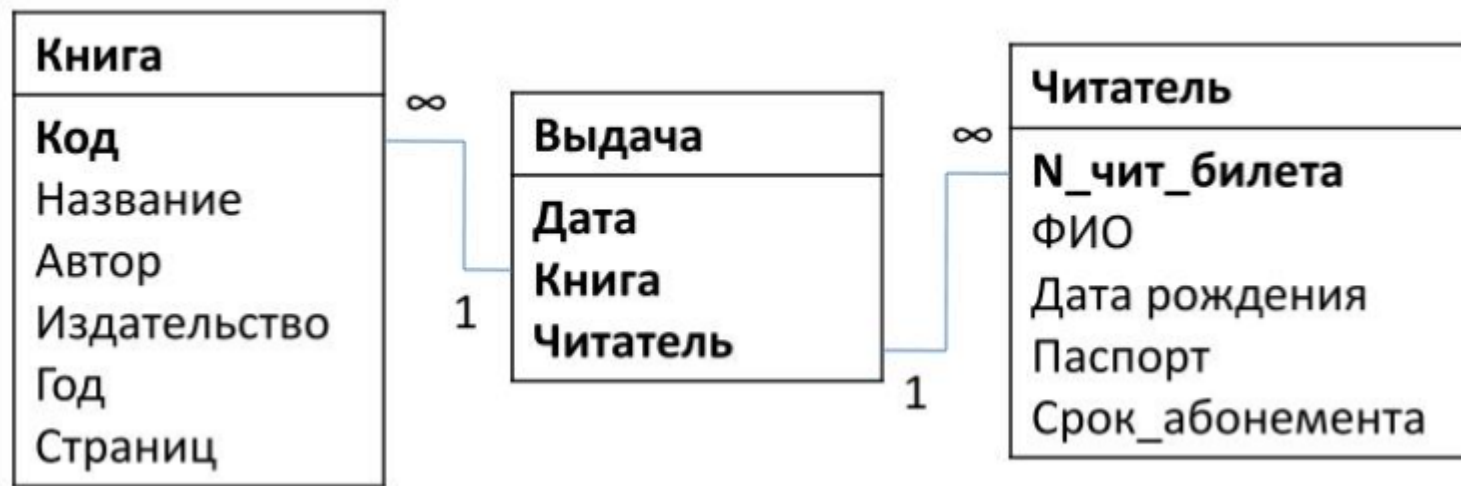 Книга
Код
Название
Автор
Издательство
Год
Страниц
∞
1
Выдача
Дата
Книга
Читатель
∞
1
Читатель
N_чит_билета
ФИО
Дата рождения
Паспорт
Срок_абонемента